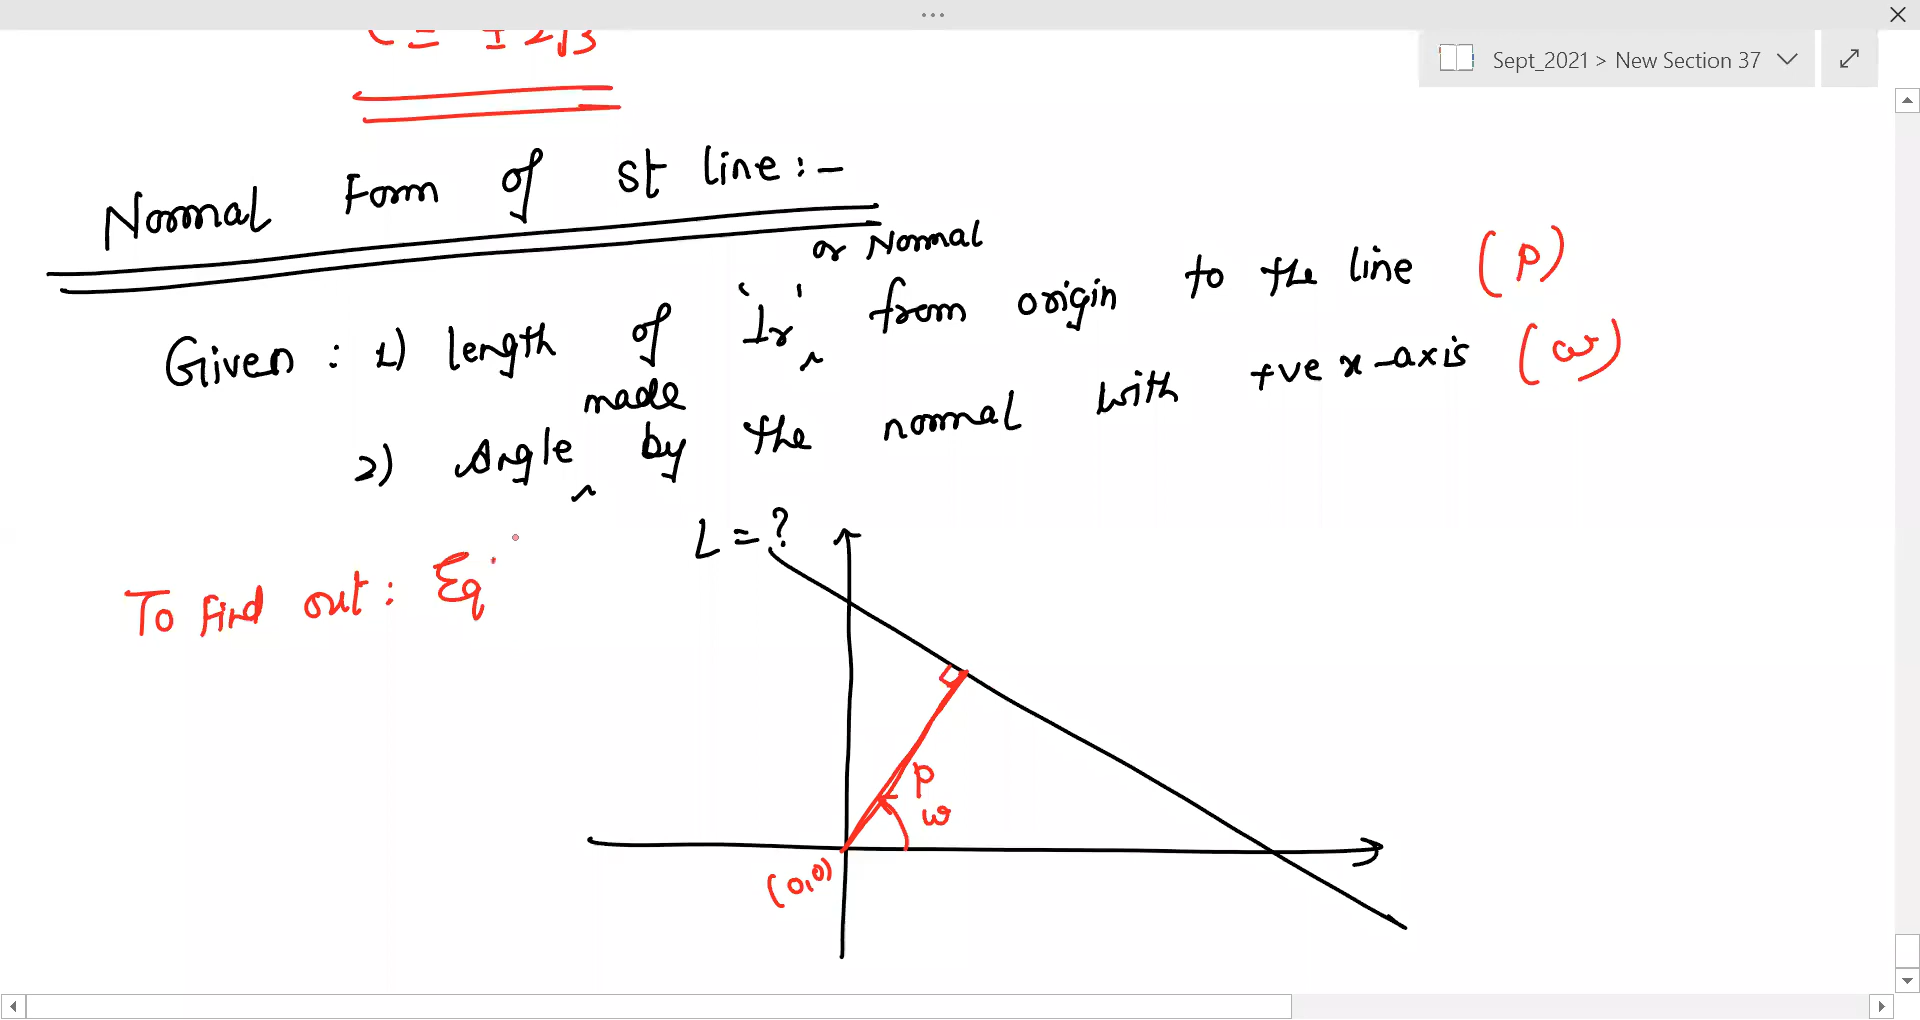 Sept_2021 > New Section 37
Normal Form of st line:-
or Normal
Given: 1) length of '⊥r' from origin to the line (P)
made
2) Angle by the normal with +ve x-axis (ω)
L = ?
To find out: Eq
P
ω
(0,0)